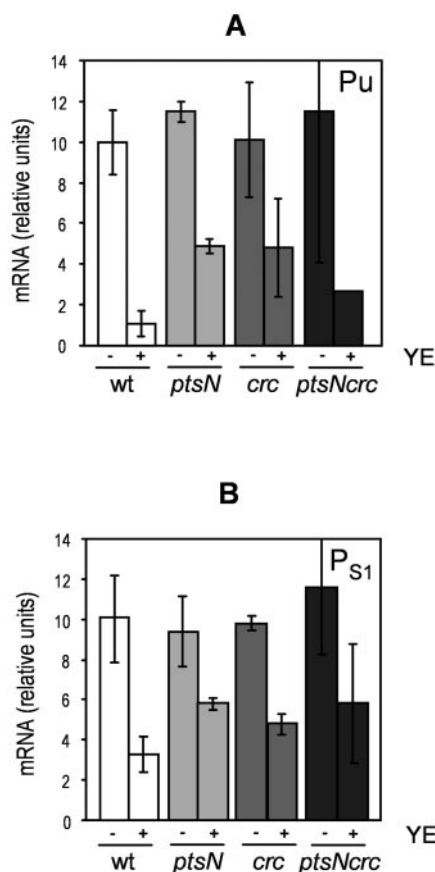 A
Pu
mRNA (relative units)
14
12
10
8
6
4
2
0
- + - + - + - + YE
wt ptsN crc ptsNcrc
B
PS1
mRNA (relative units)
14
12
10
8
6
4
2
0
- + - + - + - + YE
wt ptsN crc ptsNcrc